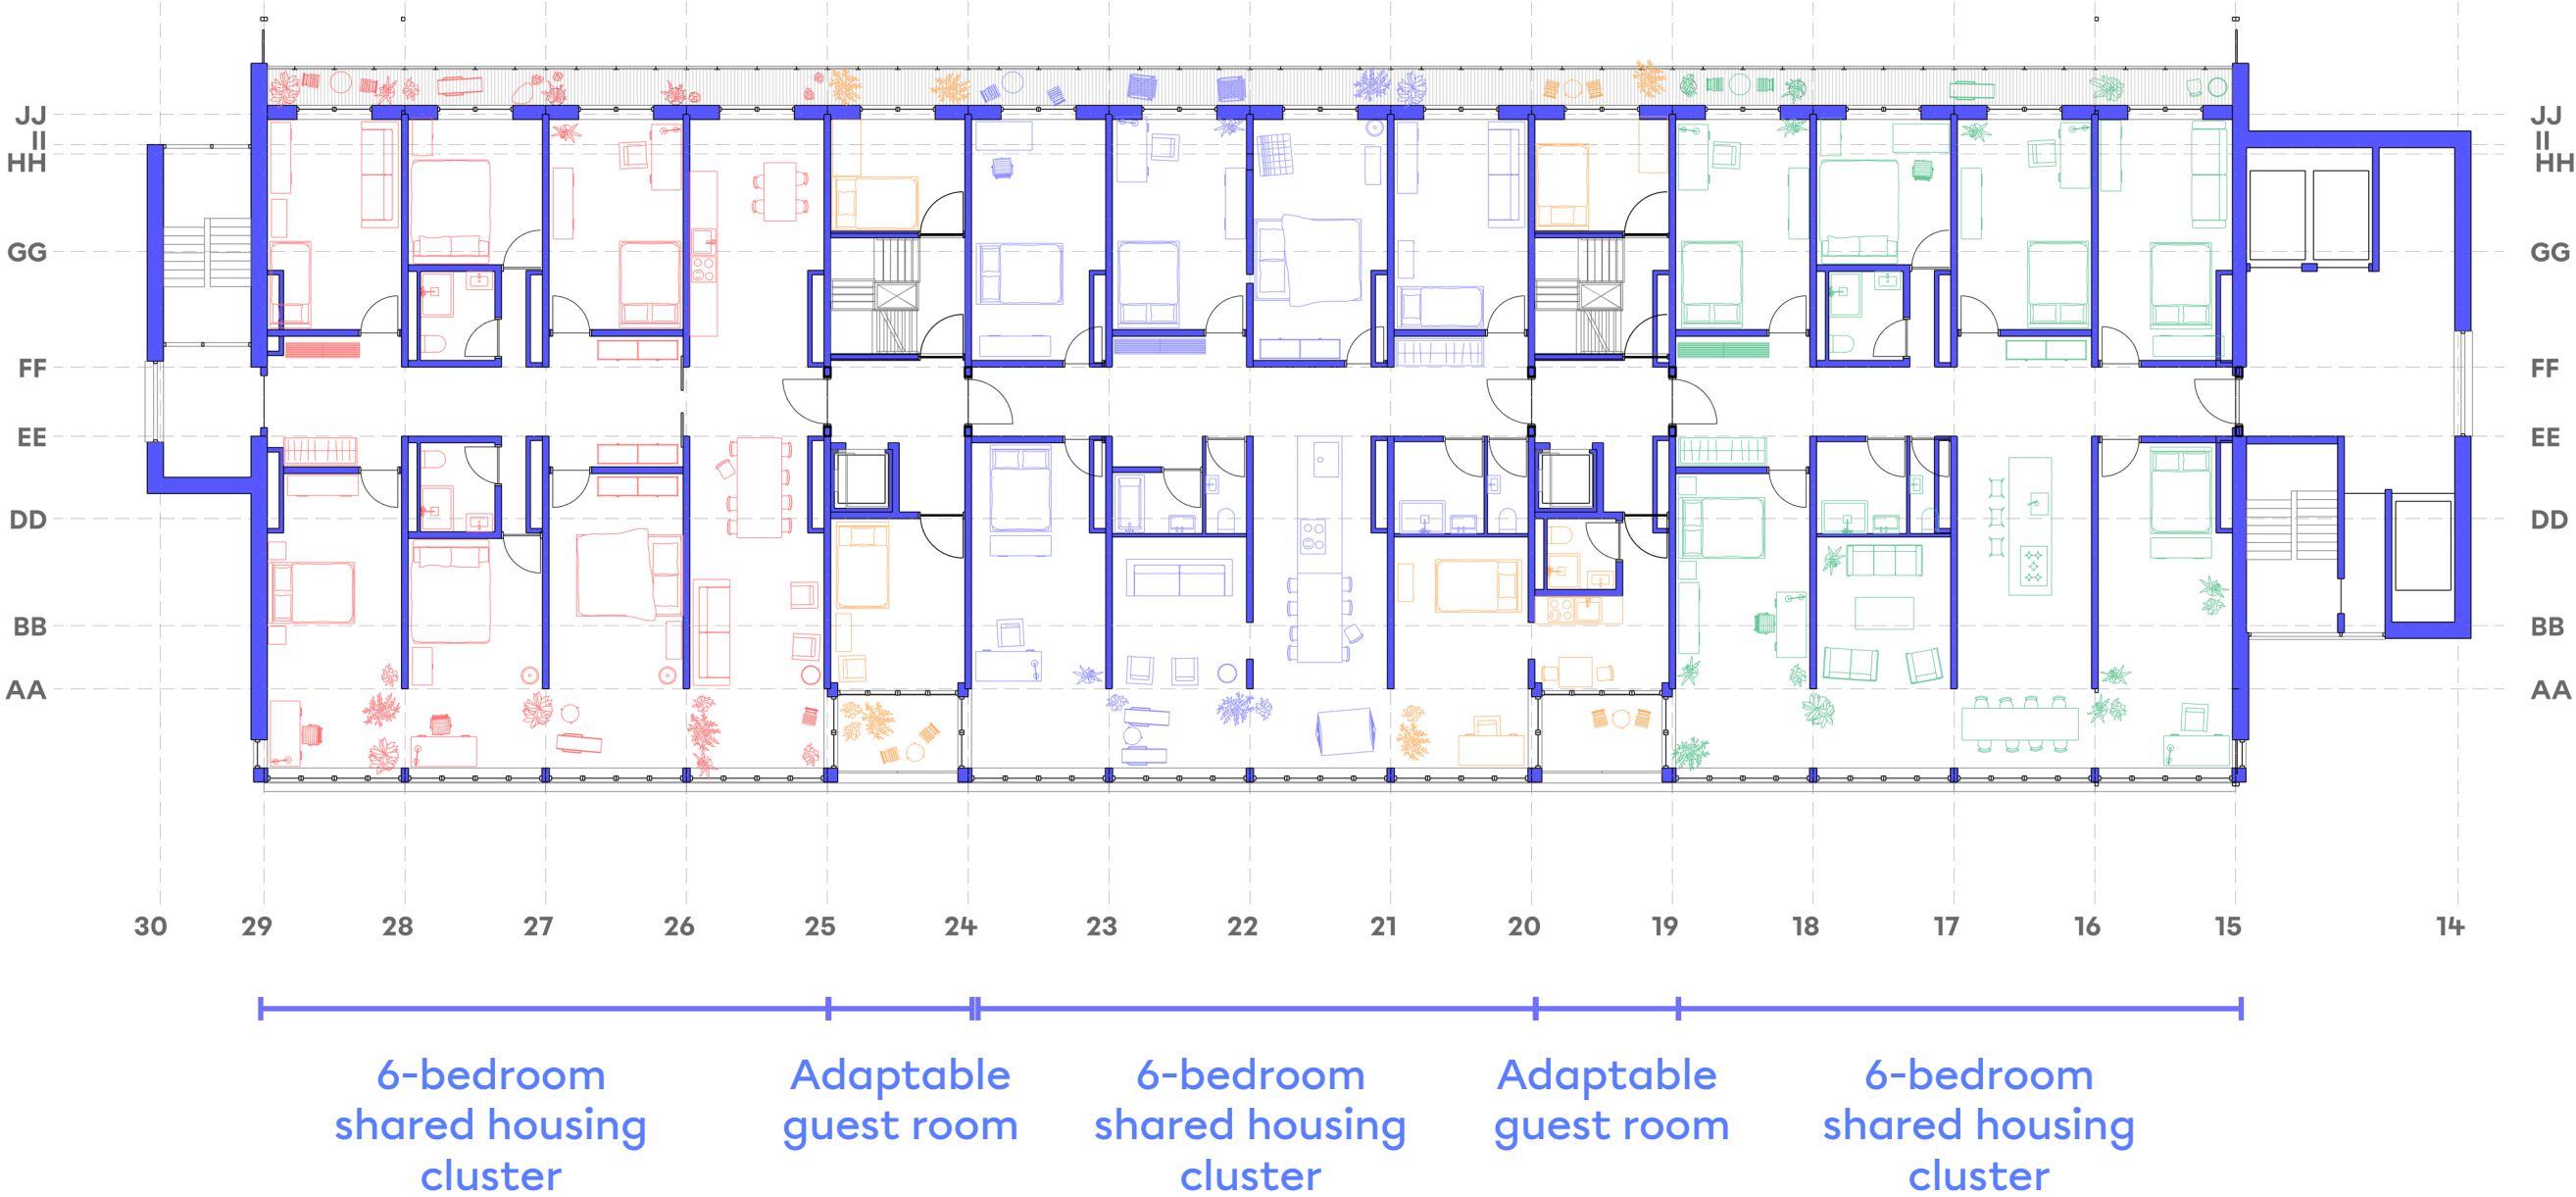 JJ JJ
II II
HH HH
GG GG
FF FF
EE EE
DD DD
BB BB
AA AA
30 29 28 27 26 25 24 23 22 21 20 19 18 17 16 15 14
6-bedroom
shared housing
cluster
Adaptable
guest room
6-bedroom
shared housing
cluster
Adaptable
guest room
6-bedroom
shared housing
cluster